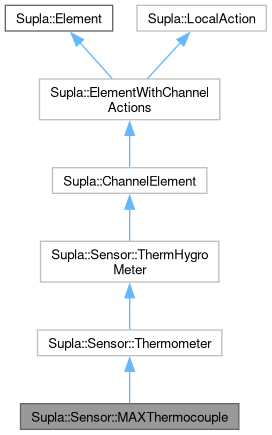 Supla::Element
Supla::LocalAction
Supla::ElementWithChannel
Actions
Supla::ChannelElement
Supla::Sensor::ThermHygro
Meter
Supla::Sensor::Thermometer
Supla::Sensor::MAXThermocouple